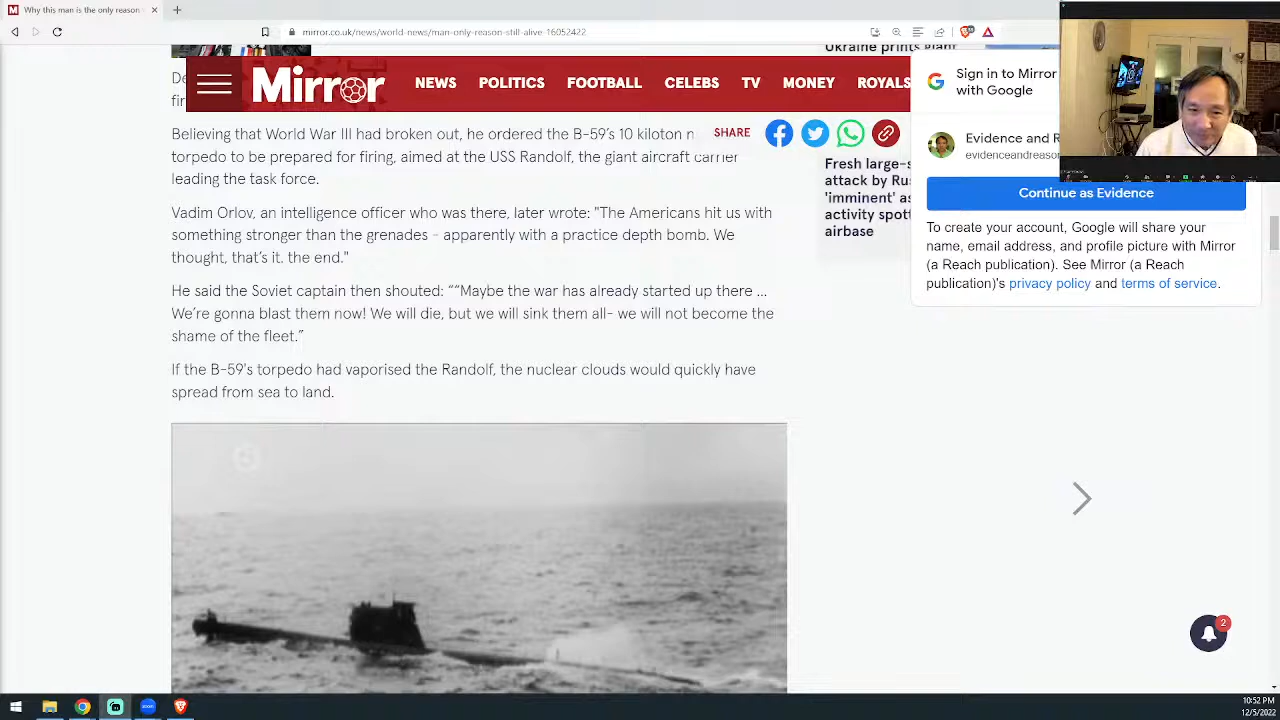 Why this man is the only reason
mirror.co.uk/news/world-news/man-only-reason-still-alive
Ukraine prints giant
Mirror
NEWS
POLITICS
FOOTBALL
CELEBS
TV
MONEY
ROYALS
SHARE
Believing that World War III had broken out, he ordered the B-59's 10 kiloton
torpedo to be prepared for firing, aimed at the USS Randolf, the giant aircraft carrier
leading the task force.
Vadim Orlov, an intelligence officer who was there, later wrote: "The Americans hit us with
something stronger than the grenades - apparently with a practice depth bomb. We
thought, that's it. the end."
He said the Soviet captain then shouted: ““Maybe the war has already started up there ...
We're gonna blast them now! We will die, but we will sink them all- we will not become the
shame of the fleet.”
If the B-59's torpedo had vaporised the Randolf, the nuclear clouds would quickly have
spread from sea to land.
Fresh large-s
attack by Rus
'imminent' as
activity spott
airbase
Sign in to Mirror
with Google
Evidence and R
evidenceandreason
Continue as Evidence
To create your account, Google will share your
name, email address, and profile picture with Mirror
(a Reach publication). See Mirror (a Reach
publication)'s privacy policy and terms of service.
2
10:52 PM
12/5/2022